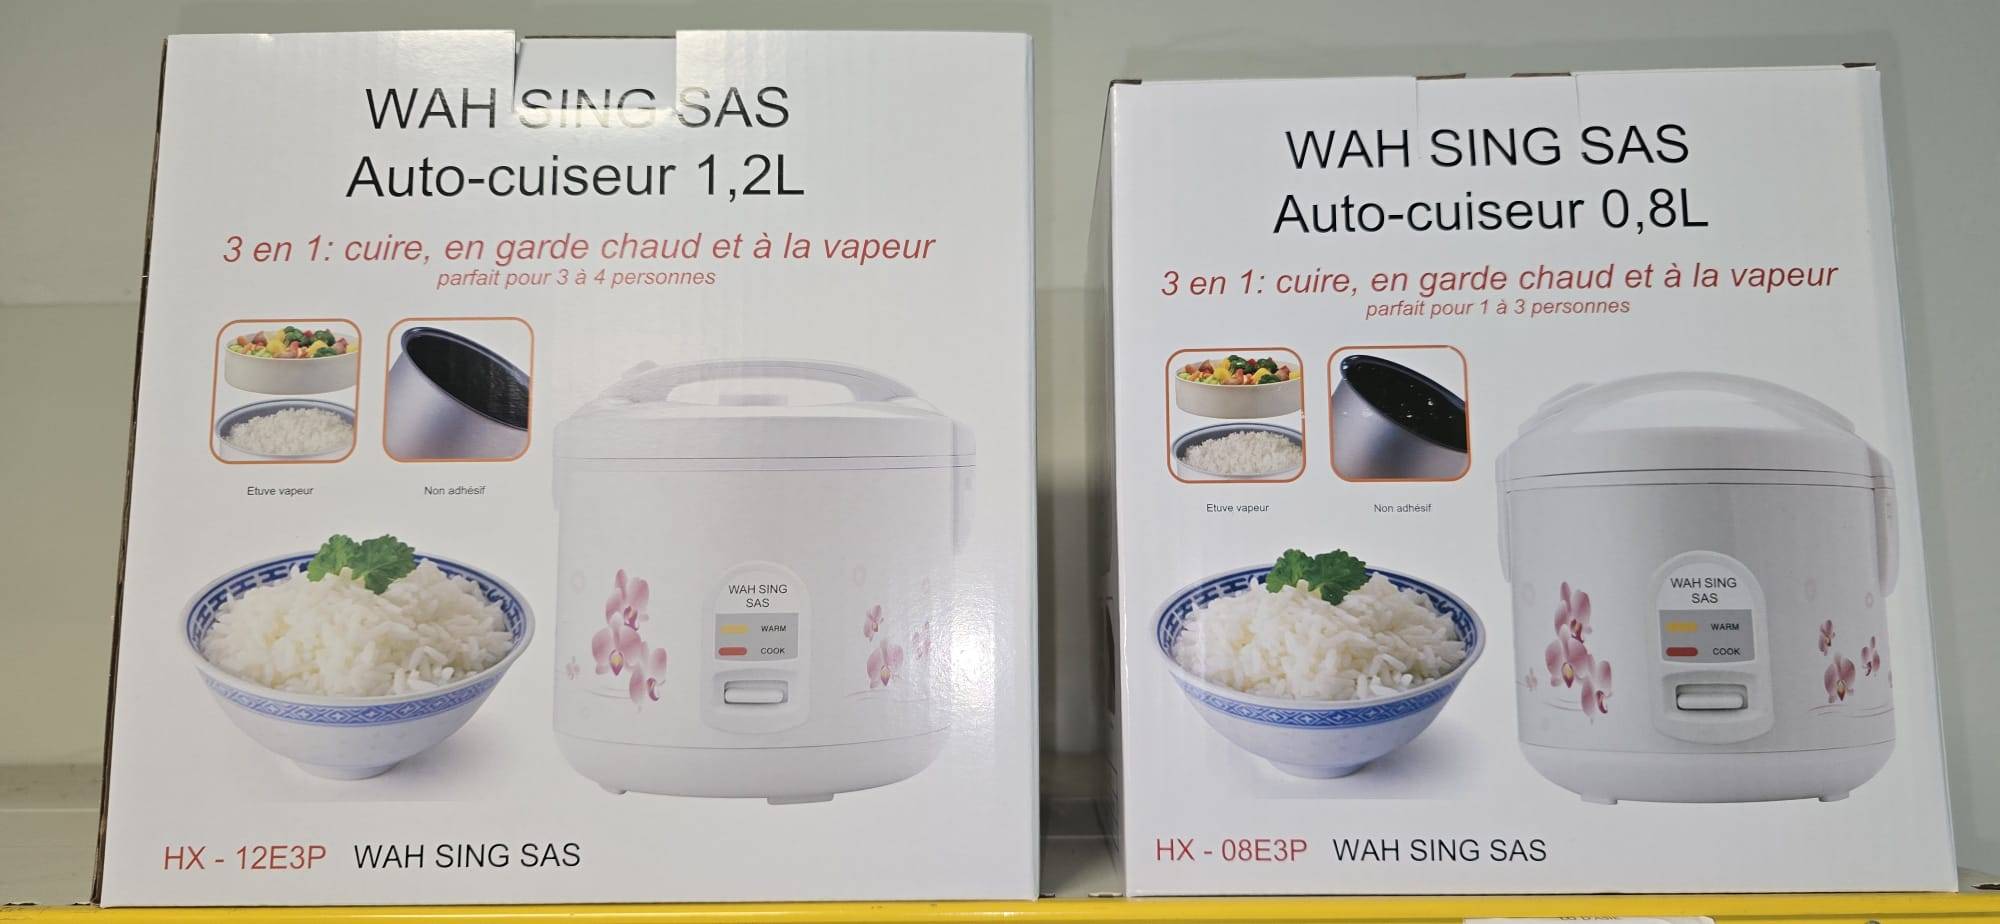 WAH SING SAS
Auto-cuiseur 1,2L
3 en 1: cuire, en garde chaud et à la vapeur
parfait pour 3 à 4 personnes
Etuve vapeur
Non adhésif
WAH SING
SAS
WARM
COOK
HX - 12E3P WAH SING SAS
WAH SING SAS
Auto-cuiseur 0,8L
3 en 1: cuire, en garde chaud et à la vapeur
parfait pour 1 à 3 personnes
Etuve vapeur
Non adhésif
WAH SING
SAS
WARM
COOK
HX - 08E3P WAH SING SAS